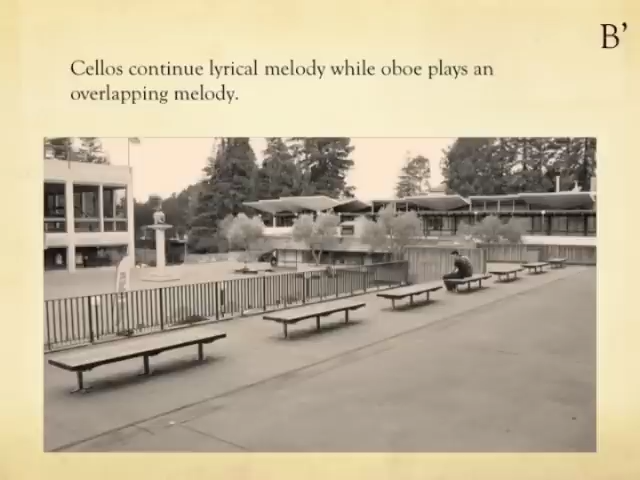 B’
Cellos continue lyrical melody while oboe plays an
overlapping melody.